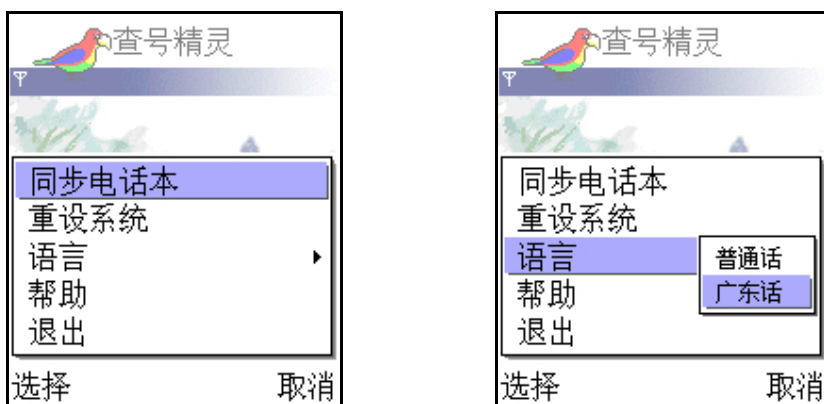 查号精灵
同步电话本
重设系统
语言
帮助
退出
选择 取消
查号精灵
同步电话本
重设系统
语言 普通话
帮助 广东话
退出
选择 取消